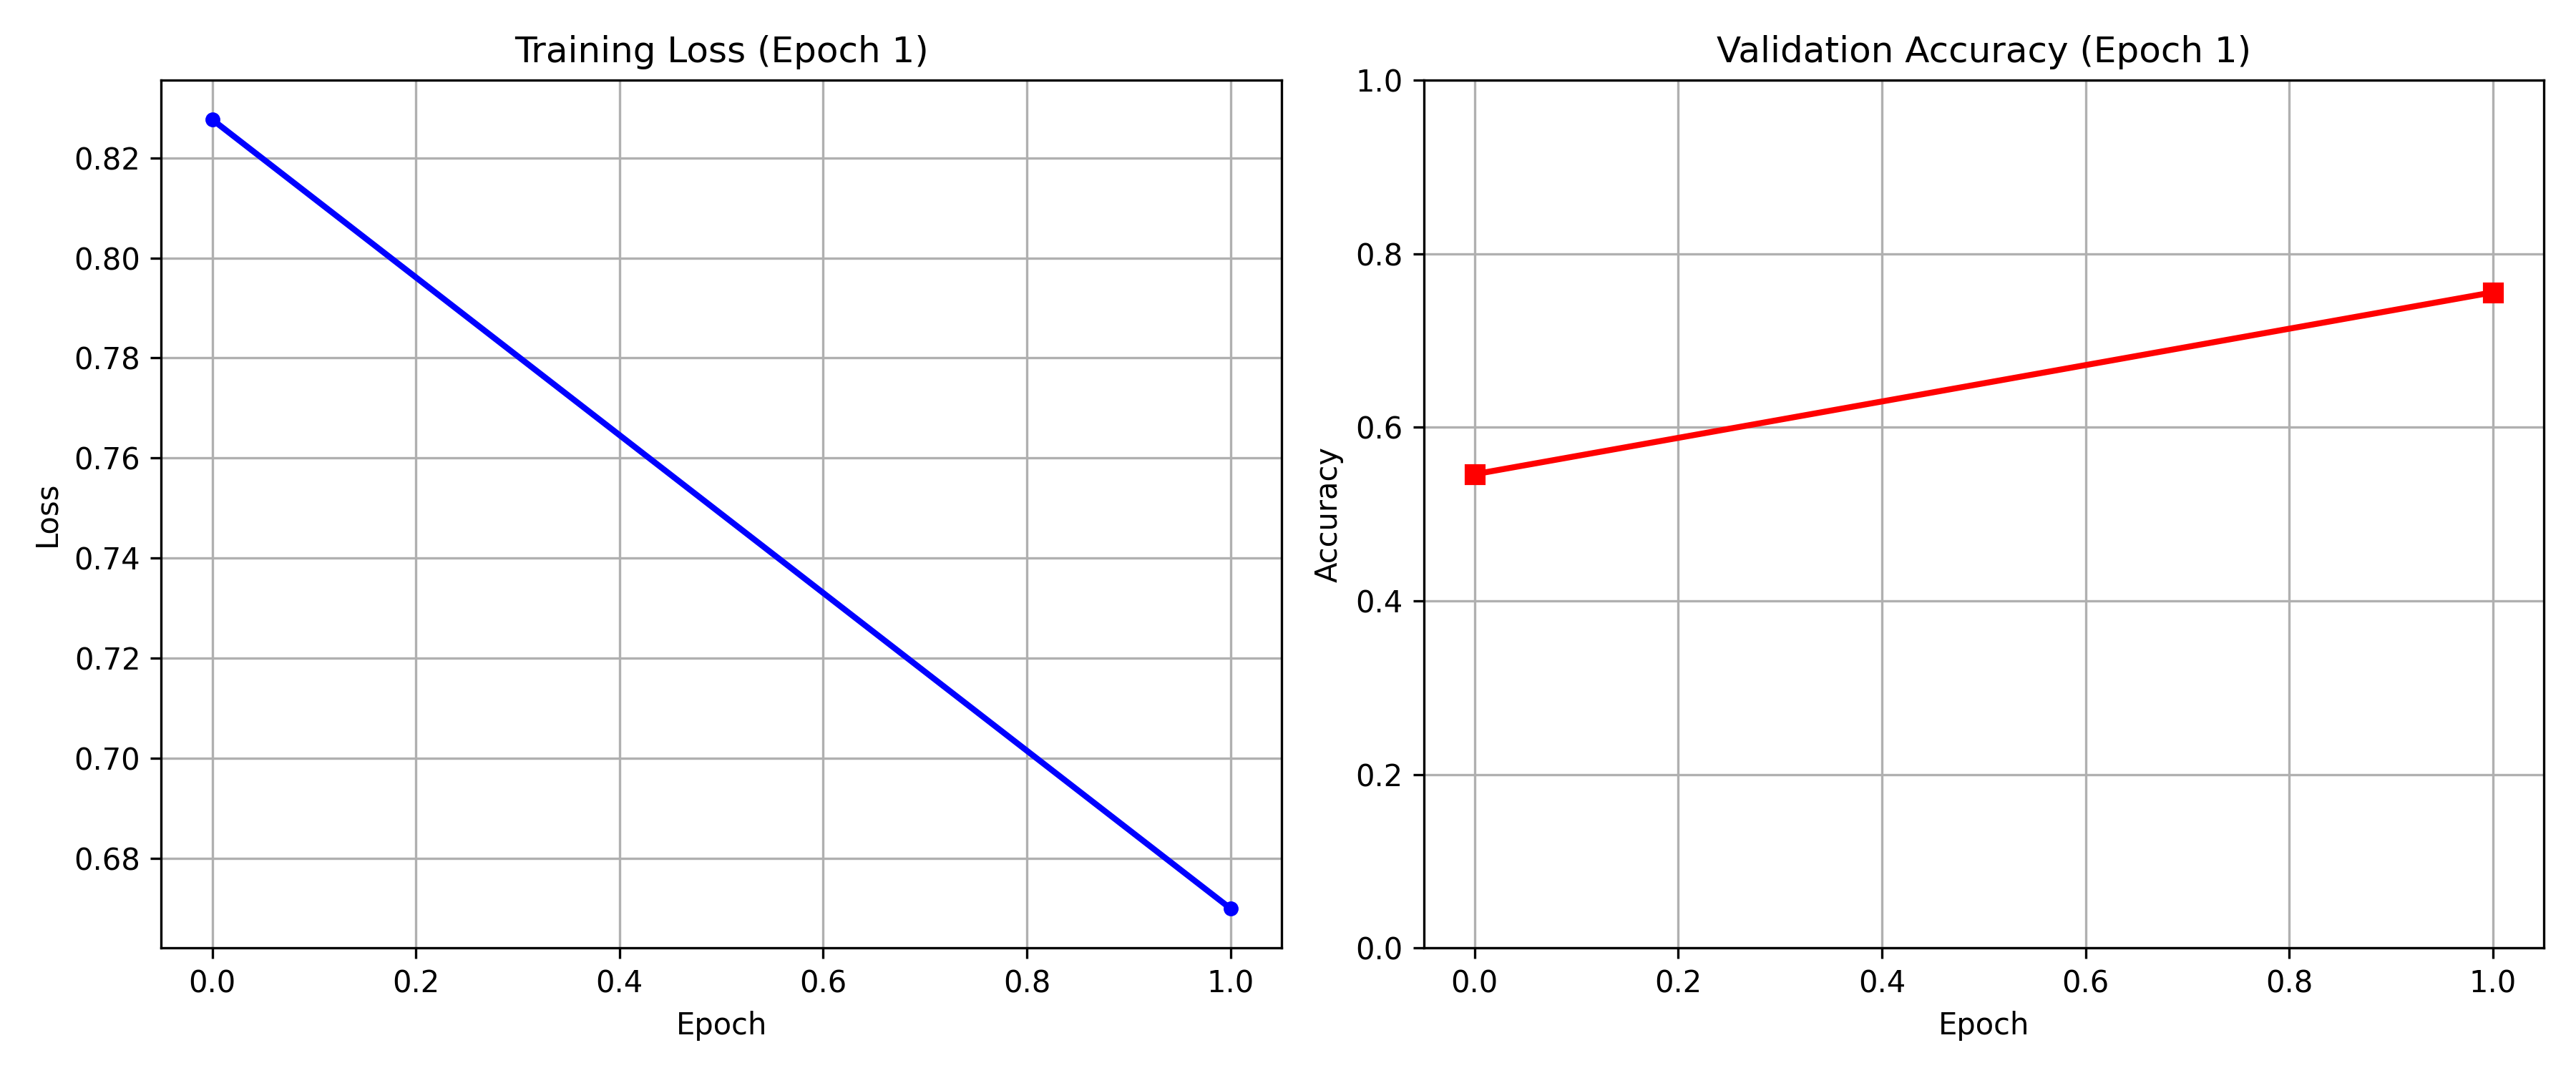 Training Loss (Epoch 1)
Loss
0.82
0.80
0.78
0.76
0.74
0.72
0.70
0.68
0.0 0.2 0.4 0.6 0.8 1.0
Epoch
Validation Accuracy (Epoch 1)
Accuracy
1.0
0.8
0.6
0.4
0.2
0.0
0.0 0.2 0.4 0.6 0.8 1.0
Epoch